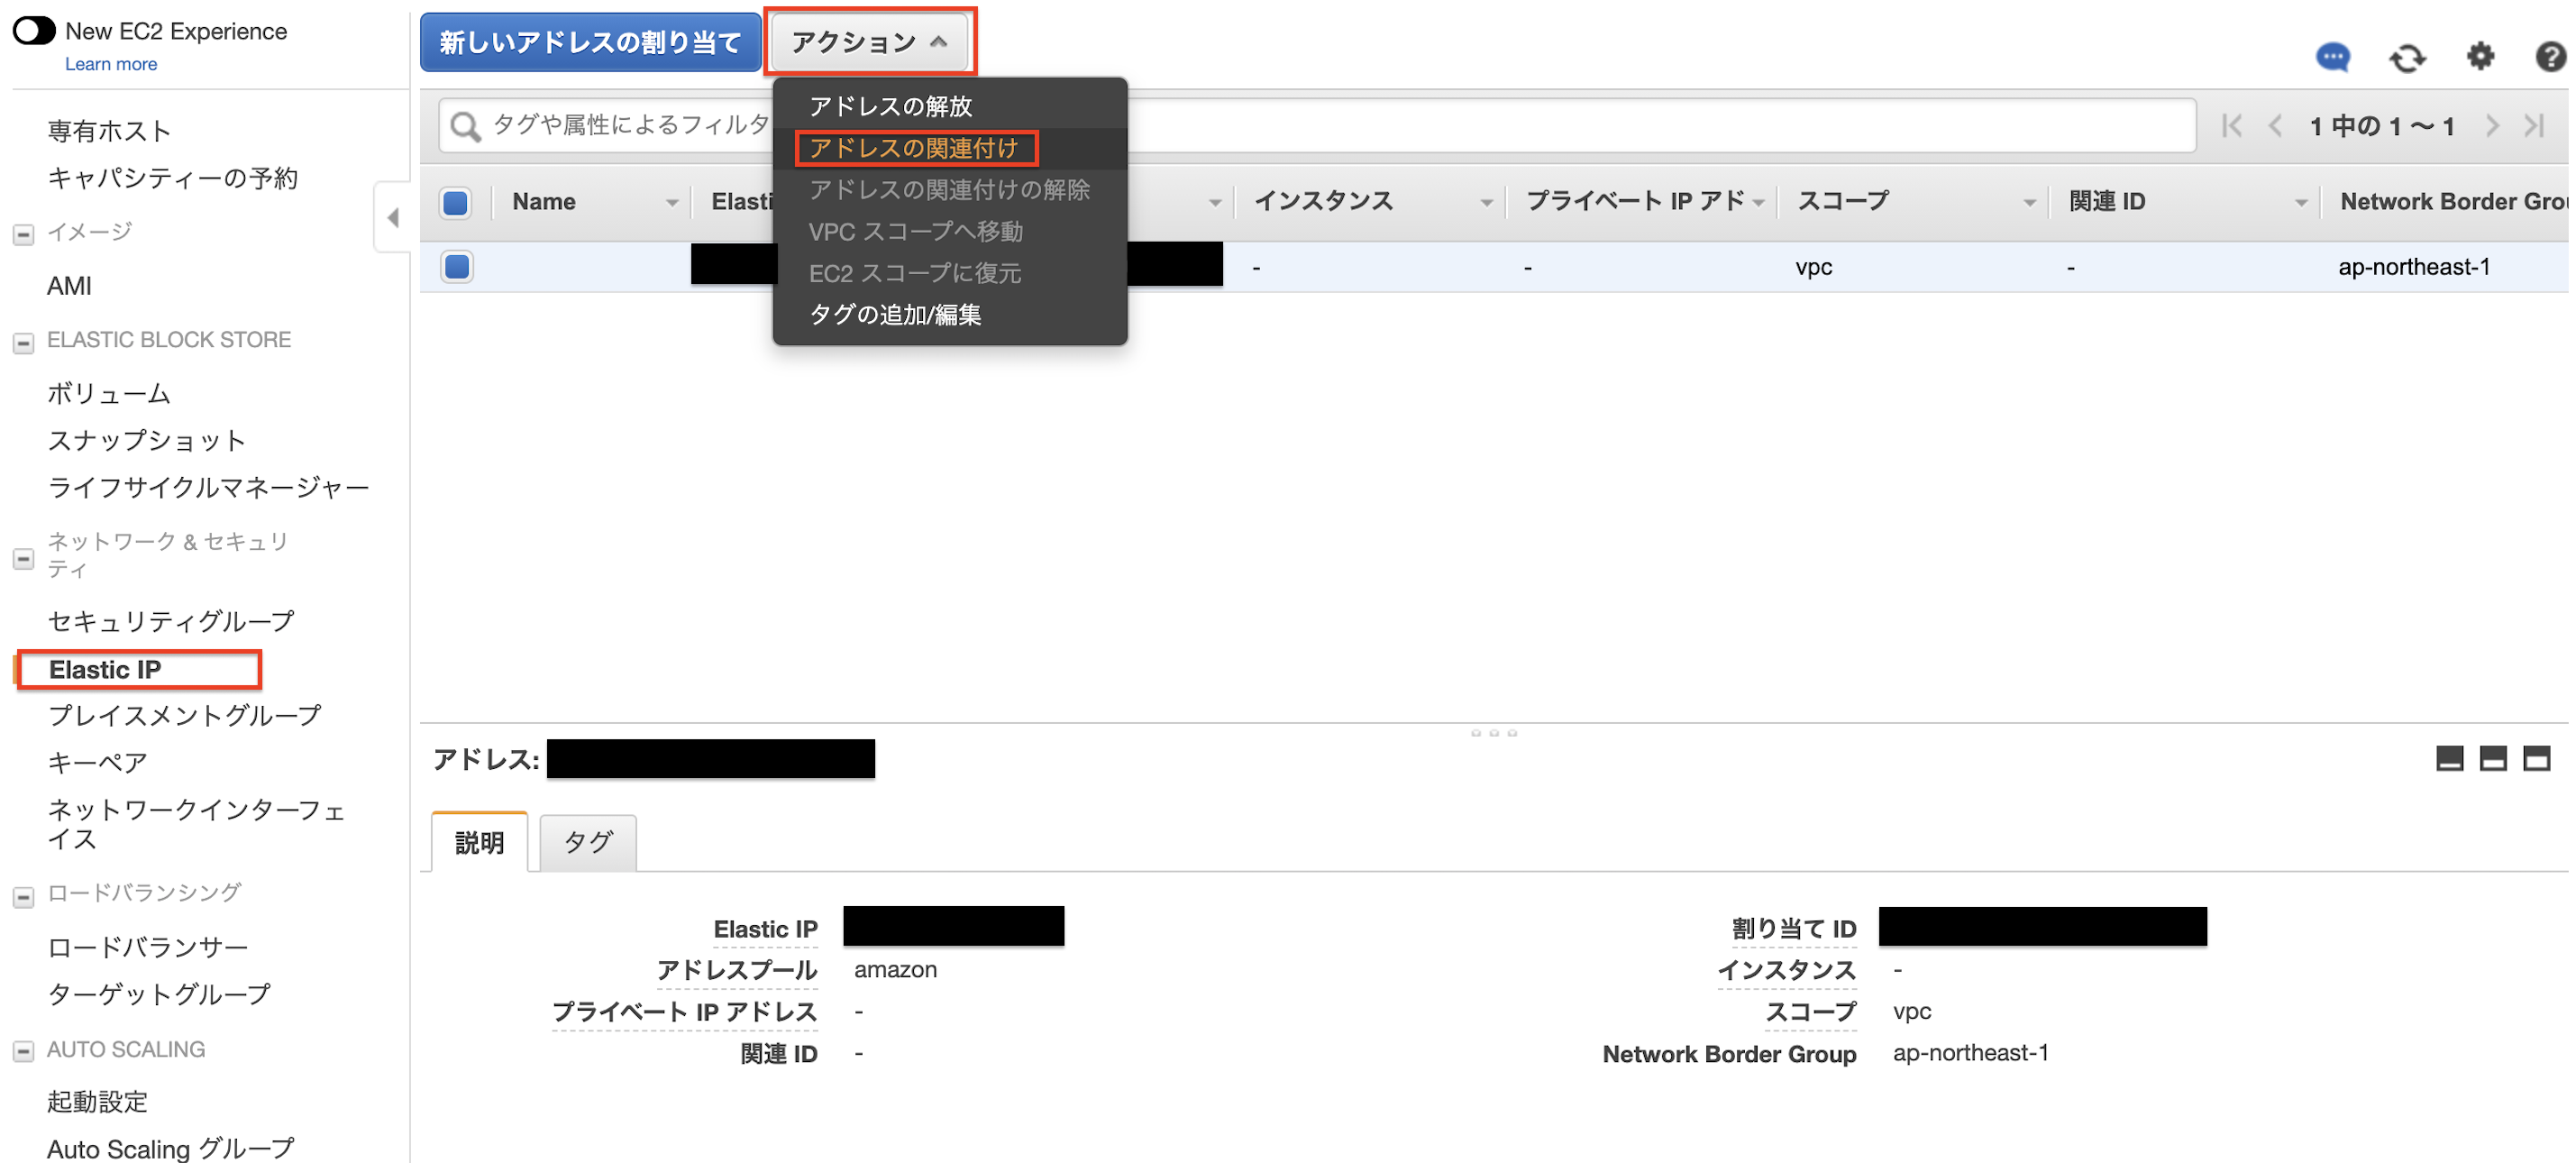 New EC2 Experience
Learn more
専有ホスト
キャパシティーの予約
イメージ
AMI
ELASTIC BLOCK STORE
ボリューム
スナップショット
ライフサイクルマネージャー
ネットワーク & セキュリ
ティ
セキュリティグループ
Elastic IP
プレイスメントグループ
キーペア
ネットワークインターフェ
イス
ロードバランシング
ロードバランサー
ターゲットグループ
AUTO SCALING
起動設定
Auto Scaling グループ
新しいアドレスの割り当て アクション
アドレスの解放
アドレスの関連付け
アドレスの関連付けの解除
VPC スコープへ移動
EC2 スコープに復元
タグの追加/編集
タグや属性によるフィルタ
1 中の 1 ～ 1
Name Elasti インスタンス プライベート IP アド スコープ 関連 ID Network Border Grou
- - vpc - ap-northeast-1
アドレス:
説明 タグ
Elastic IP
アドレスプール amazon
プライベート IP アドレス -
関連 ID -
割り当て ID
インスタンス -
スコープ vpc
Network Border Group ap-northeast-1